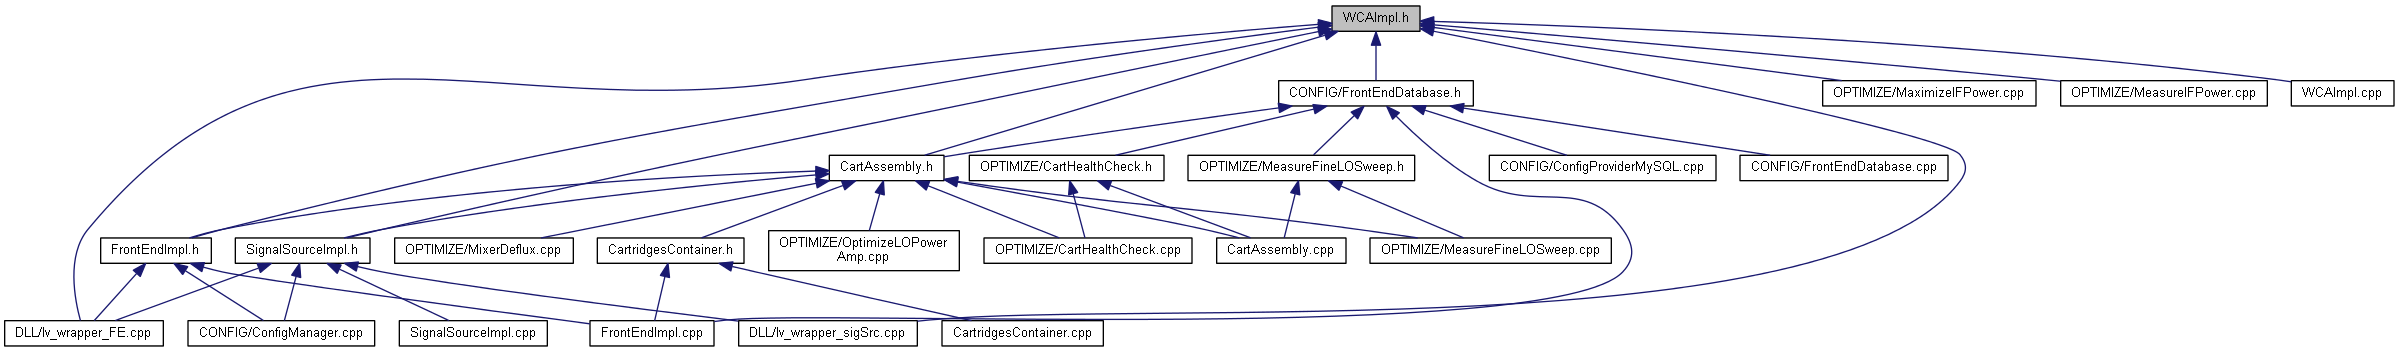 WCAImpl.h
CONFIG/FrontEndDatabase.h
OPTIMIZE/MaximizeIFPower.cpp
OPTIMIZE/MeasureIFPower.cpp
WCAImpl.cpp
CartAssembly.h
OPTIMIZE/CartHealthCheck.h
OPTIMIZE/MeasureFineLOSweep.h
CONFIG/ConfigProviderMySQL.cpp
CONFIG/FrontEndDatabase.cpp
FrontEndImpl.h
SignalSourceImpl.h
OPTIMIZE/MixerDeflux.cpp
CartridgesContainer.h
OPTIMIZE/OptimizeLOPower
Amp.cpp
OPTIMIZE/CartHealthCheck.cpp
CartAssembly.cpp
OPTIMIZE/MeasureFineLOSweep.cpp
DLL/lv_wrapper_FE.cpp
CONFIG/ConfigManager.cpp
SignalSourceImpl.cpp
FrontEndImpl.cpp
DLL/lv_wrapper_sigSrc.cpp
CartridgesContainer.cpp